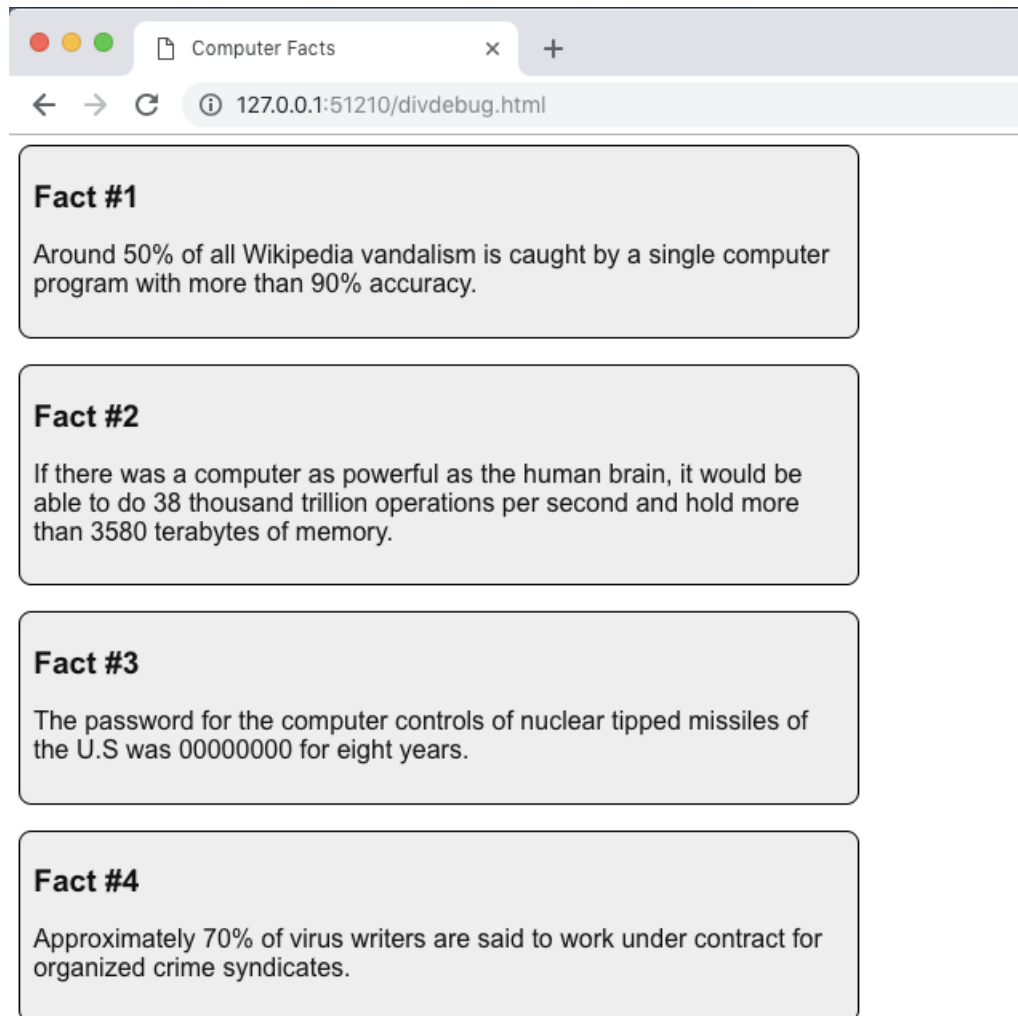 Computer Facts
127.0.0.1:51210/divdebug.html
Fact #1
Around 50% of all Wikipedia vandalism is caught by a single computer
program with more than 90% accuracy.
Fact #2
If there was a computer as powerful as the human brain, it would be
able to do 38 thousand trillion operations per second and hold more
than 3580 terabytes of memory.
Fact #3
The password for the computer controls of nuclear tipped missiles of
the U.S was 00000000 for eight years.
Fact #4
Approximately 70% of virus writers are said to work under contract for
organized crime syndicates.